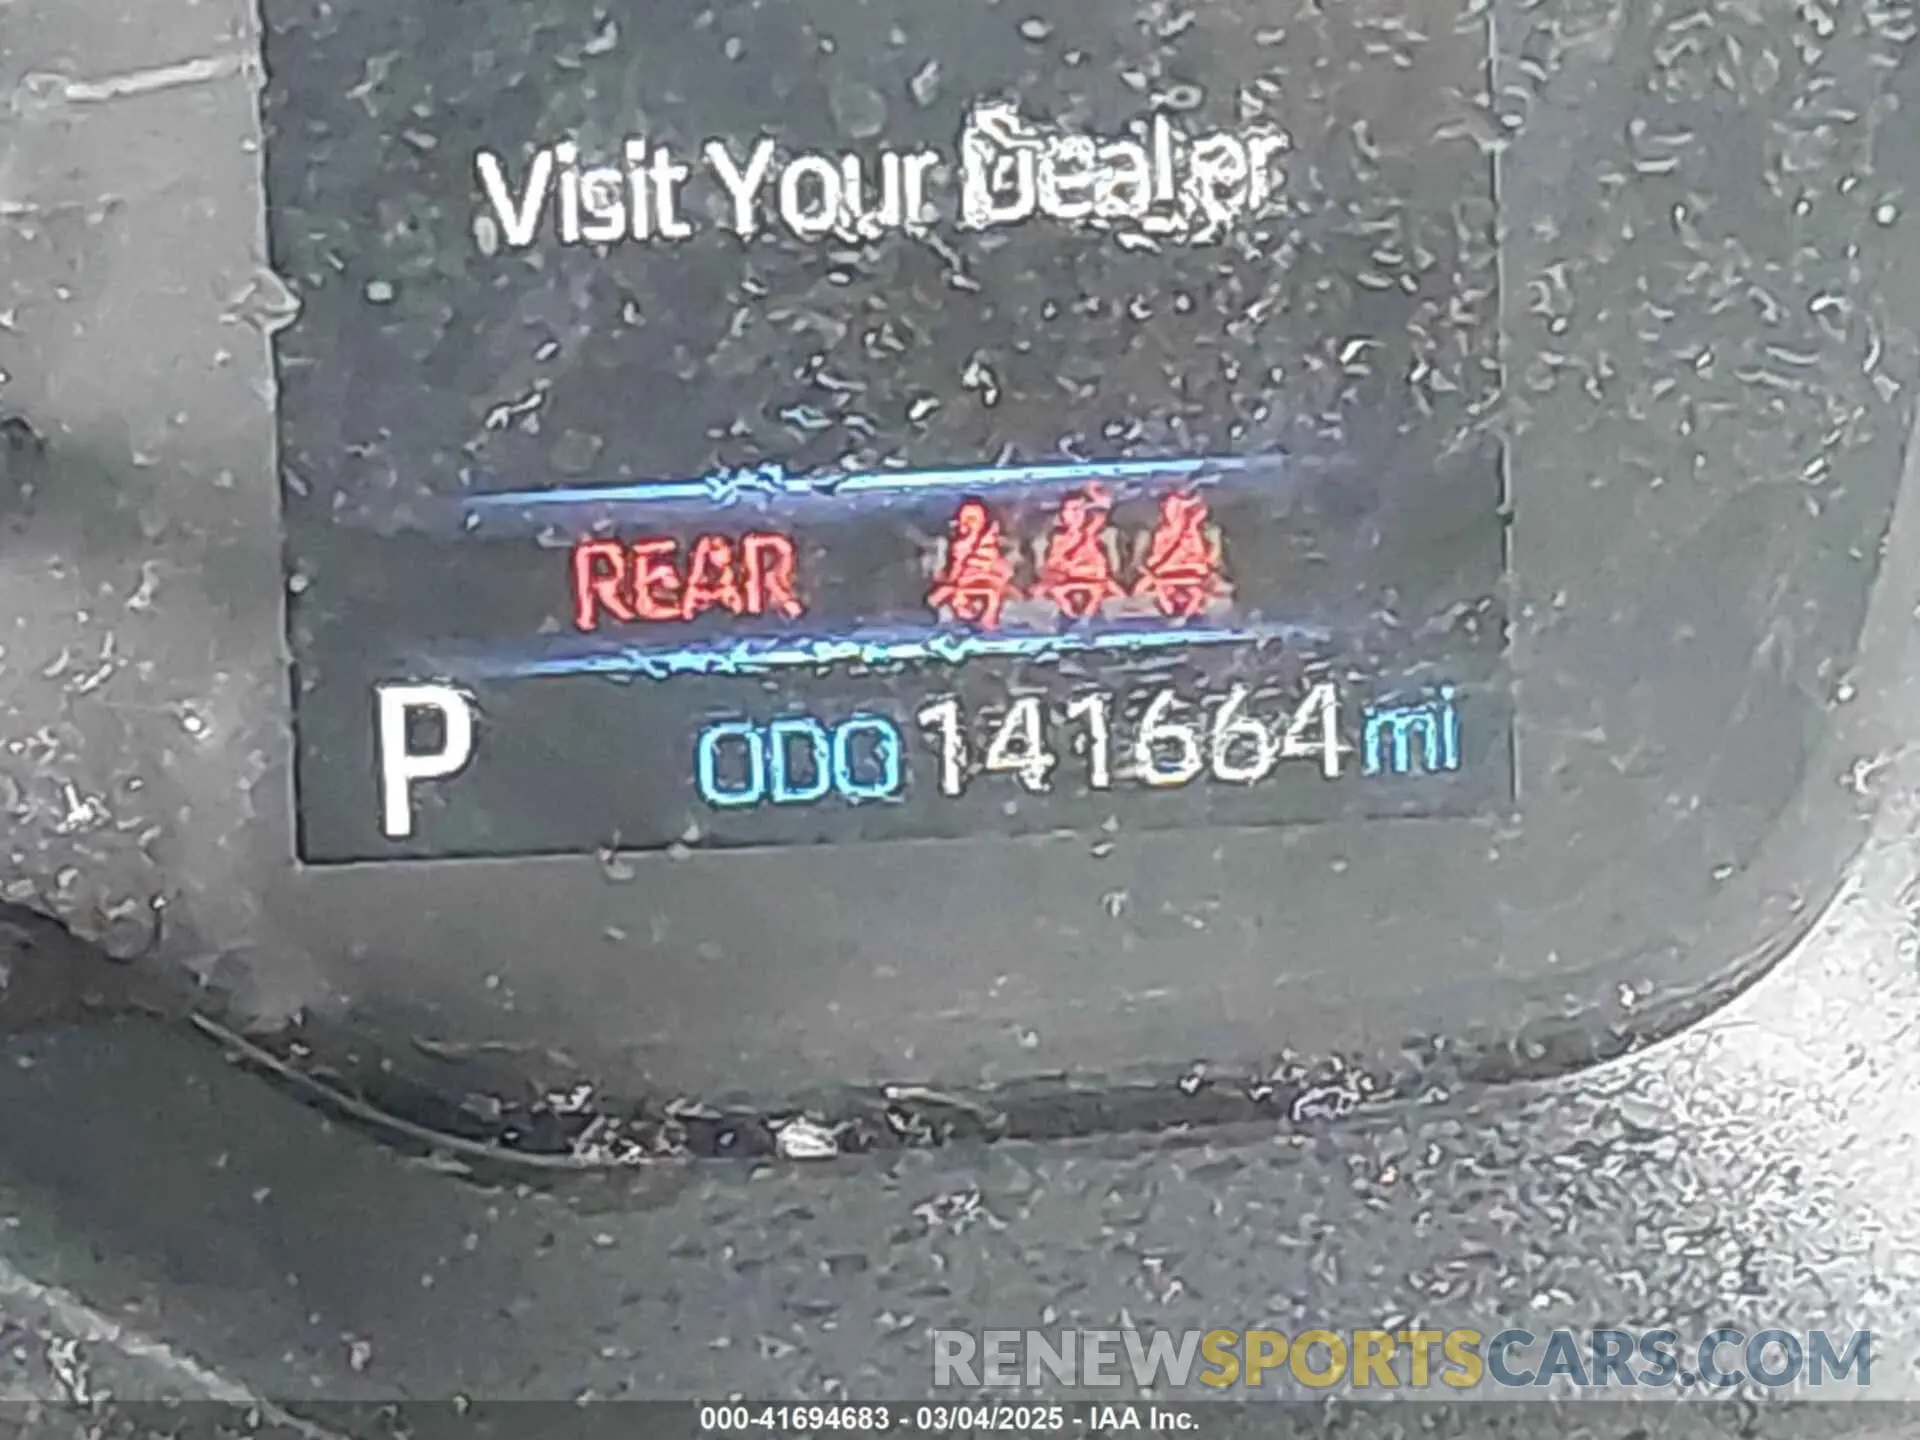 Visit Your Dealer
REAR
P ODO 141664 mi
RENEWSPORTSCARS.COM
000-41694683 - 03/04/2025 - IAA Inc.